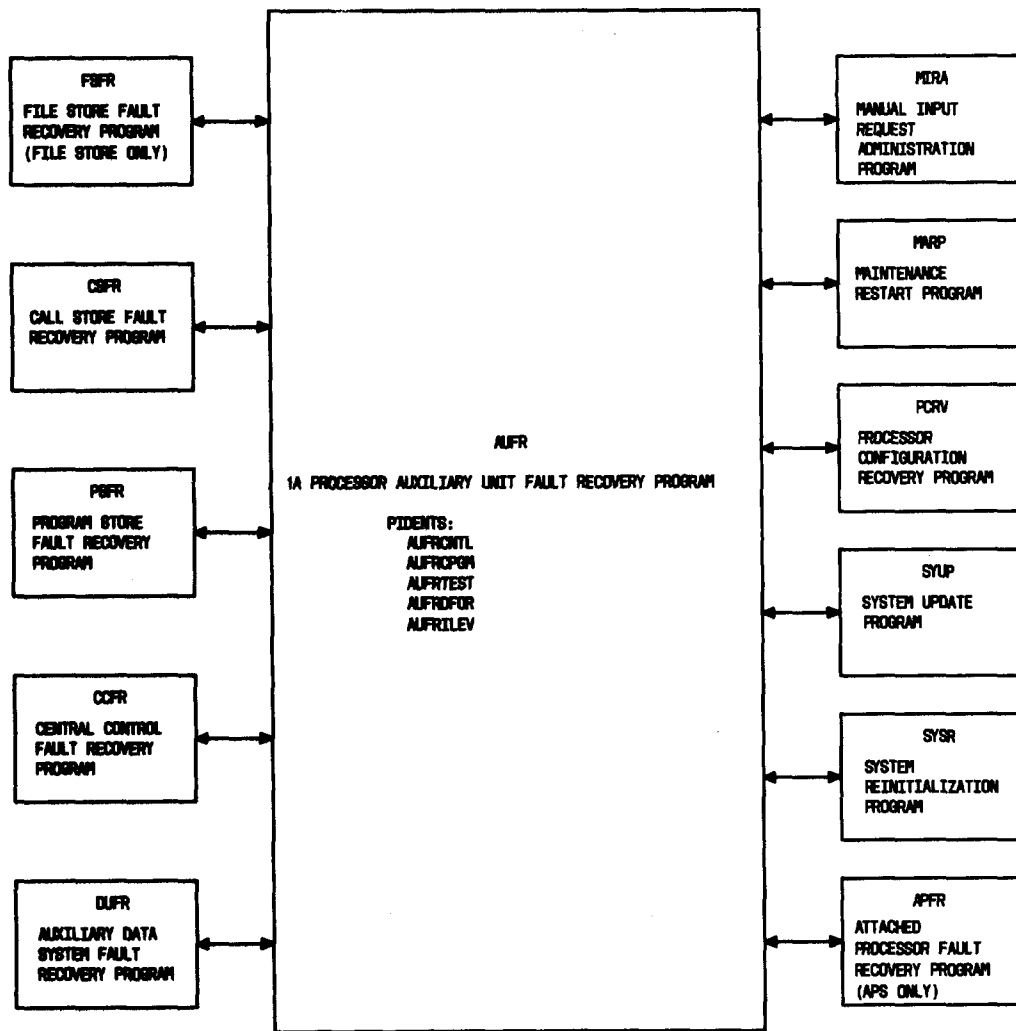 FSFR
FILE STORE FAULT
RECOVERY PROGRAM
(FILE STORE ONLY)
CSFR
CALL STORE FAULT
RECOVERY PROGRAM
PSFR
PROGRAM STORE
FAULT RECOVERY
PROGRAM
CCFR
CENTRAL CONTROL
FAULT RECOVERY
PROGRAM
DUFR
AUXILIARY DATA
SYSTEM FAULT
RECOVERY PROGRAM
AUFR
1A PROCESSOR AUXILIARY UNIT FAULT RECOVERY PROGRAM
PIDENTS:
AUFRCNTL
AUFRCPGM
AUFRTEST
AUFRDFOR
AUFRILEV
MIRA
MANUAL INPUT
REQUEST
ADMINISTRATION
PROGRAM
MARP
MAINTENANCE
RESTART PROGRAM
PCRV
PROCESSOR
CONFIGURATION
RECOVERY PROGRAM
SYUP
SYSTEM UPDATE
PROGRAM
SYSR
SYSTEM
REINITIALIZATION
PROGRAM
APFR
ATTACHED
PROCESSOR FAULT
RECOVERY PROGRAM
(APS ONLY)